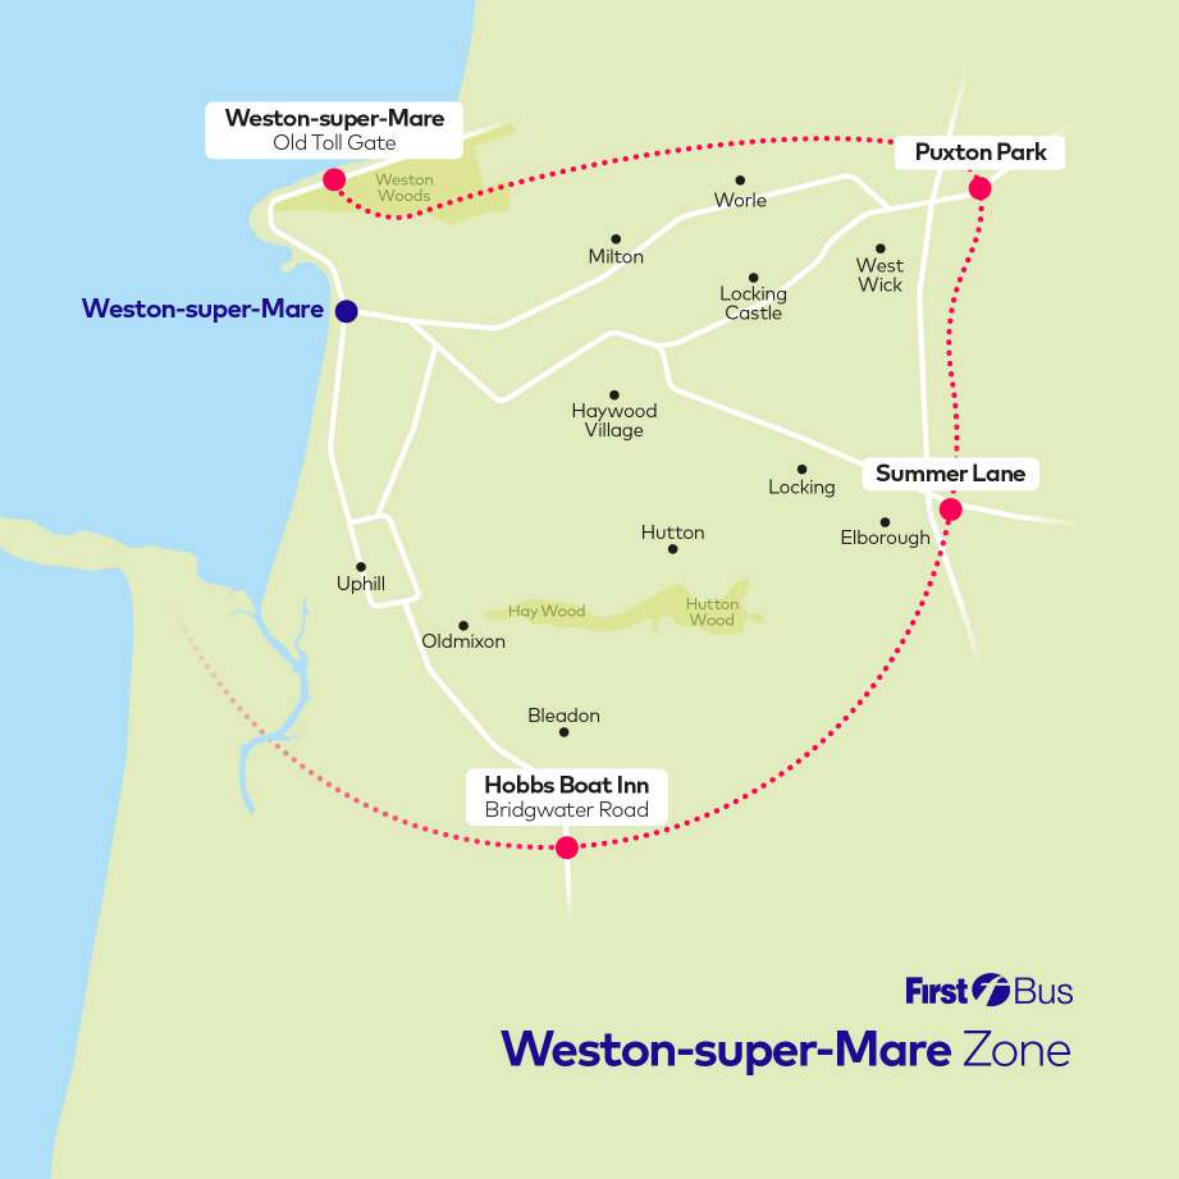 Weston-super-Mare
Old Toll Gate
Puxton Park
Weston
Woods
Worle
Milton
West
Wick
Locking
Castle
Weston-super-Mare
Haywood
Village
Summer Lane
Locking
Hutton
Elborough
Uphill
Hay Wood
Hutton
Wood
Oldmixon
Bleadon
Hobbs Boat Inn
Bridgwater Road
First Bus
Weston-super-Mare Zone